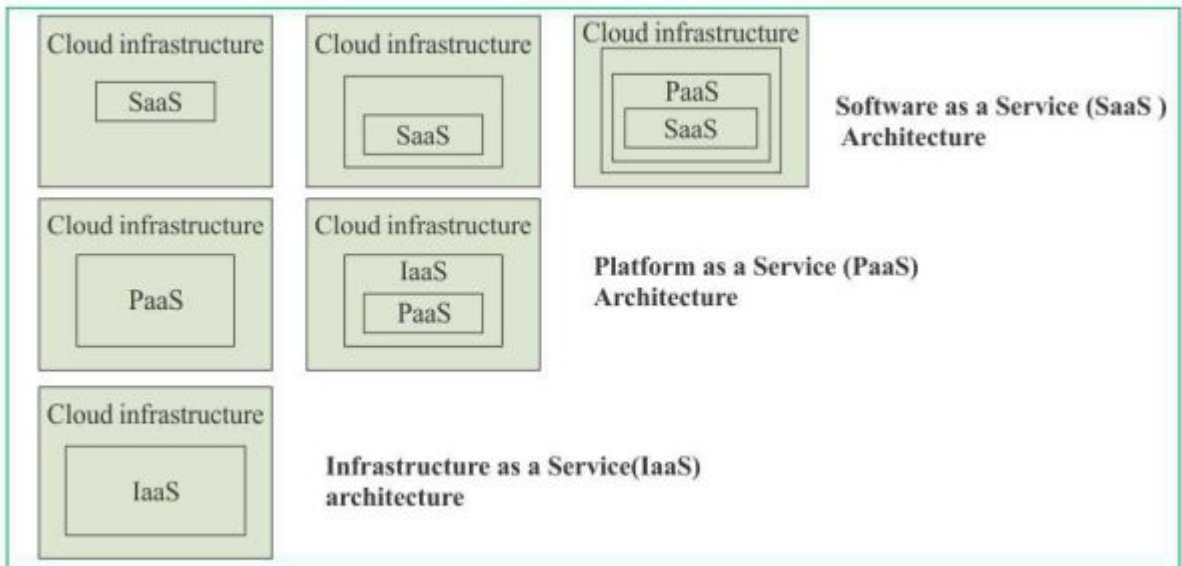 Cloud infrastructure
SaaS
Cloud infrastructure
SaaS
Cloud infrastructure
PaaS
SaaS
Software as a Service (SaaS )
Architecture
Cloud infrastructure
PaaS
Cloud infrastructure
IaaS
PaaS
Platform as a Service (PaaS)
Architecture
Cloud infrastructure
IaaS
Infrastructure as a Service(IaaS)
architecture